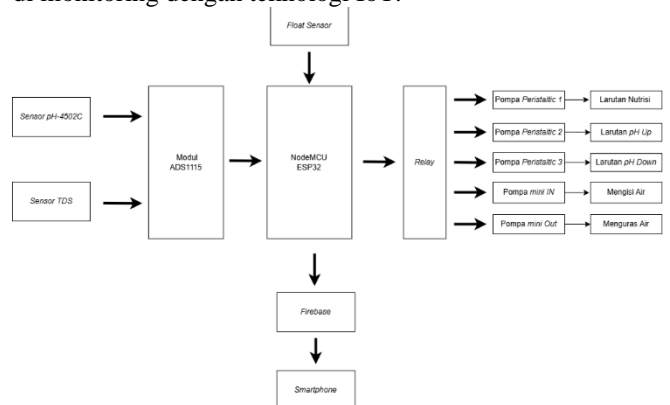 di monitoring dengan teknologi IoT.
Float Sensor
Sensor pH-4502C
Sensor TDS
Modul
ADS1115
NodeMCU
ESP32
Relay
Pompa Peristaltic 1
Larutan Nutrisi
Pompa Peristaltic 2
Larutan pH Up
Pompa Peristaltic 3
Larutan pH Down
Pompa mini IN
Mengisi Air
Pompa mini Out
Menguras Air
Firebase
Smartphone